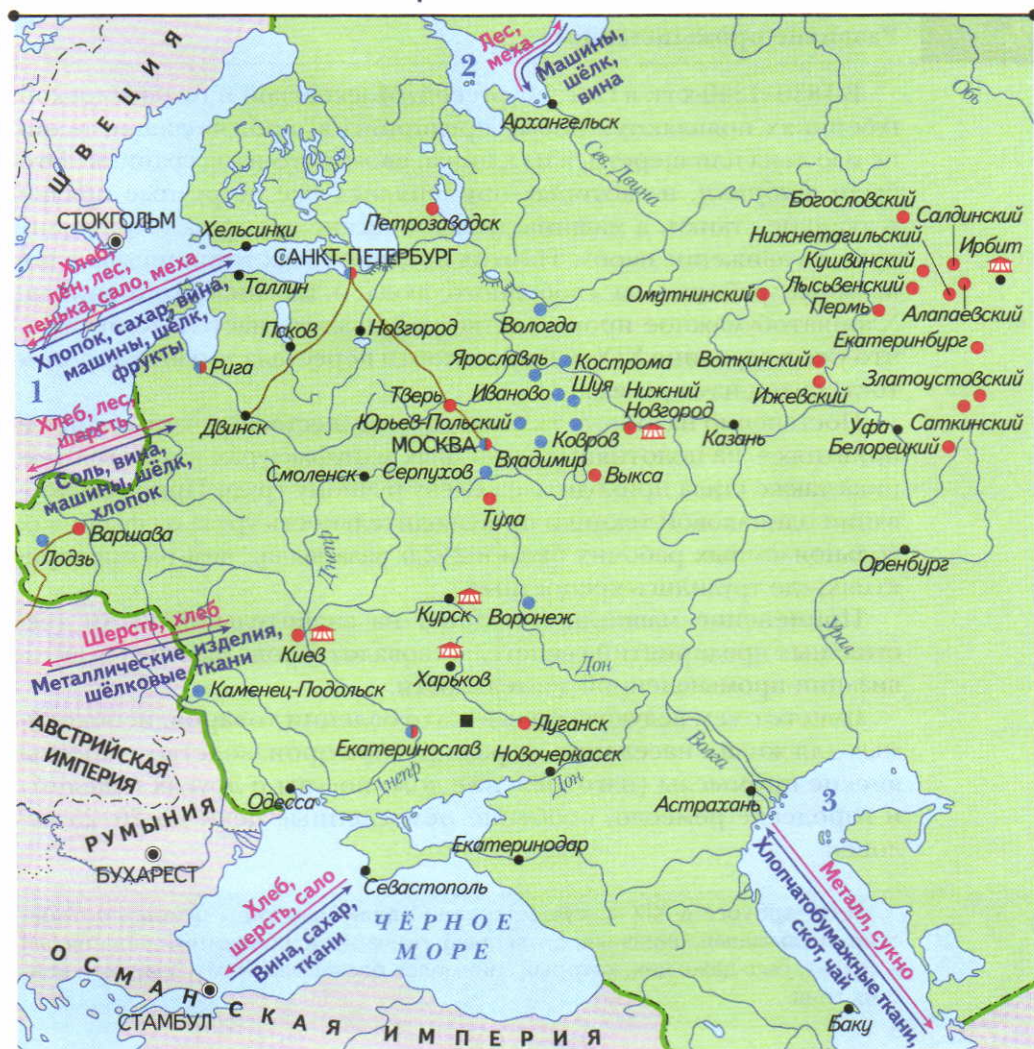 ШВЕЦИЯ
СТОКГОЛЬМ
Хельсинки
САНКТ-ПЕТЕРБУРГ
Таллин
Петрозаводск
2
Лес,
меха
Машины,
шёлк,
вина
Архангельск
Сев. Двина
Обь
Богословский
Салдинский
Нижнетагильский
Ирбит
Кушвинский
Лысьвенский
Омутнинский
Пермь
Алапаевский
Екатеринбург
Хлеб,
лён, лес,
пенька, сало, меха
Хлопок, сахар, вина,
машины, шёлк,
фрукты
Псков
Новгород
Вологда
Рига
1
Ярославль
Кострома
Иваново
Шуя
Воткинский
Златоустовский
Тверь
Нижний
Новгород
Ижевский
Юрьев-Польский
Хлеб, лес,
шерсть
Двинск
МОСКВА
Ковров
Казань
Уфа
Саткинский
Владимир
Белорецкий
Соль, вина,
машины, шёлк,
хлопок
Смоленск
Серпухов
Выкса
Тула
Варшава
Лодзь
Днепр
Оренбург
Курск
Воронеж
Шерсть, хлеб
Металлические изделия,
шёлковые ткани
Киев
Харьков
Дон
Урал
Каменец-Подольск
Луганск
Волга
АВСТРИЙСКАЯ
ИМПЕРИЯ
Екатеринослав
Новочеркасск
Днепр
Дон
Одесса
Астрахань
3
РУМЫНИЯ
БУХАРЕСТ
Екатеринодар
Севастополь
Хлеб,
шерсть, сало
Вина, сахар,
ткани
ЧЁРНОЕ
МОРЕ
Металл, сукно
Хлопчатобумажные ткани,
скот, чай
ОСМАНСКАЯ ИМПЕРИЯ
СТАМБУЛ
Баку